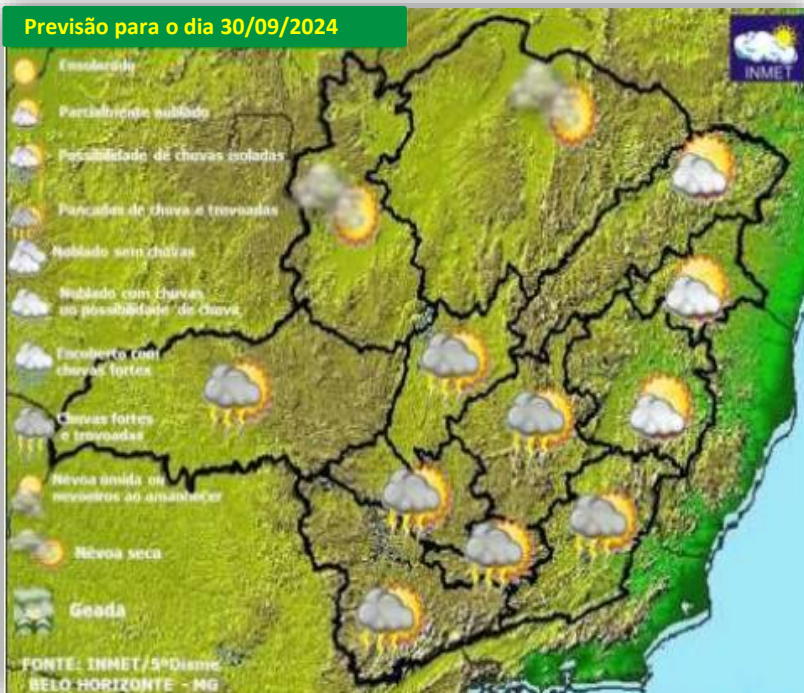 Previsão para o dia 30/09/2024
INMET
Ensolarado
Parcialmente nublado
Possibilidade de chuvas isoladas
Pancadas de chuva e trovoadas
Nublado sem chuvas
Nublado com chuvas
ou possibilidade de chuva
Encoberto com
chuvas fortes
Chuvas fortes
e trovoadas
Névoa úmida ou
nevoeiros ao amanhecer
Névoa seca
Geada
FONTE: INMET/5ºDisme
BELO HORIZONTE - MG